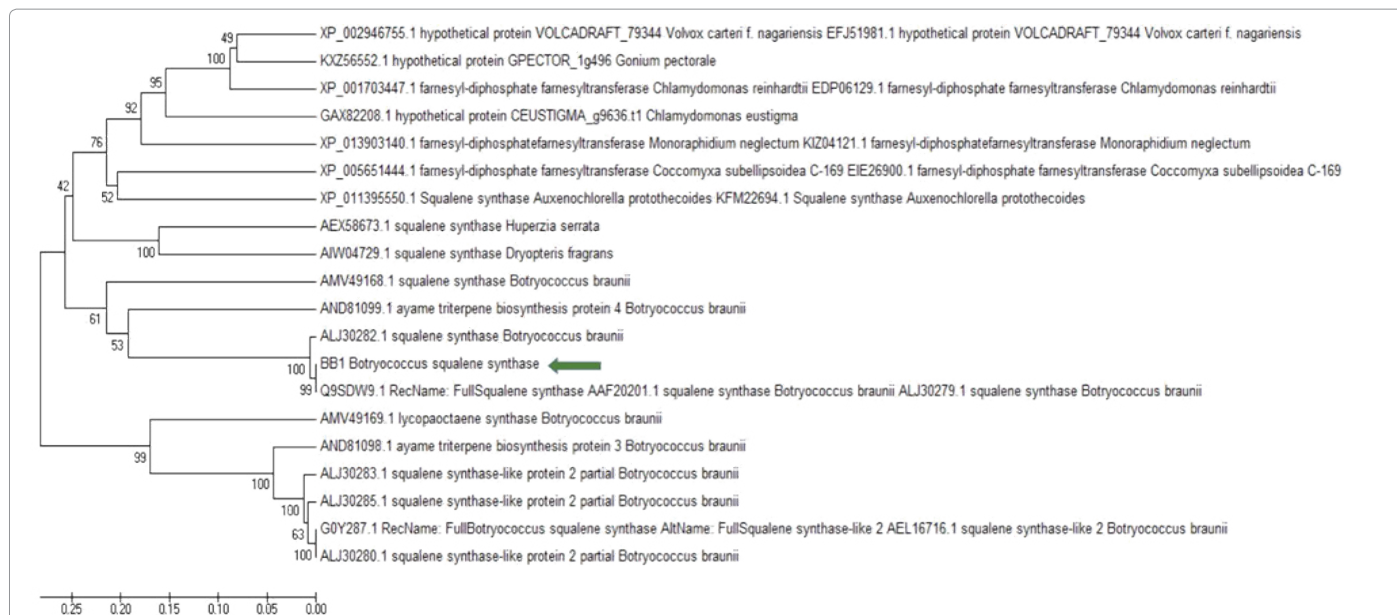 XP_002946755.1 hypothetical protein VOLCADRAFT_79344 Volvox carteri f. nagariensis EFJ51981.1 hypothetical protein VOLCADRAFT_79344 Volvox carteri f. nagariensis
49
KXZ56552.1 hypothetical protein GPECTOR_1g496 Gonium pectorale
100
XP_001703447.1 farnesyl-diphosphate farnesyltransferase Chlamydomonas reinhardtii EDP06129.1 farnesyl-diphosphate farnesyltransferase Chlamydomonas reinhardtii
95
GAX82208.1 hypothetical protein CEUSTIGMA_g9636.t1 Chlamydomonas eustigma
92
XP_013903140.1 farnesyl-diphosphatefarnesyltransferase Monoraphidium neglectum KIZ04121.1 farnesyl-diphosphatefarnesyltransferase Monoraphidium neglectum
76
XP_005651444.1 farnesyl-diphosphate farnesyltransferase Coccomyxa subellipsoidea C-169 EIE26900.1 farnesyl-diphosphate farnesyltransferase Coccomyxa subellipsoidea C-169
42
52
XP_011395550.1 Squalene synthase Auxenochlorella protothecoides KFM22694.1 Squalene synthase Auxenochlorella protothecoides
AEX58673.1 squalene synthase Huperzia serrata
100
AIW04729.1 squalene synthase Dryopteris fragrans
AMV49168.1 squalene synthase Botryococcus braunii
61
AND81099.1 ayame triterpene biosynthesis protein 4 Botryococcus braunii
53
ALJ30282.1 squalene synthase Botryococcus braunii
100
BB1 Botryococcus squalene synthase
99
Q9SDW9.1 RecName: FullSqualene synthase AAF20201.1 squalene synthase Botryococcus braunii ALJ30279.1 squalene synthase Botryococcus braunii
AMV49169.1 lycopaoctaene synthase Botryococcus braunii
99
AND81098.1 ayame triterpene biosynthesis protein 3 Botryococcus braunii
100
ALJ30283.1 squalene synthase-like protein 2 partial Botryococcus braunii
100
ALJ30285.1 squalene synthase-like protein 2 partial Botryococcus braunii
63
G0Y287.1 RecName: FullBotryococcus squalene synthase AltName: FullSqualene synthase-like 2 AEL16716.1 squalene synthase-like 2 Botryococcus braunii
100
ALJ30280.1 squalene synthase-like protein 2 partial Botryococcus braunii
0.25 0.20 0.15 0.10 0.05 0.00